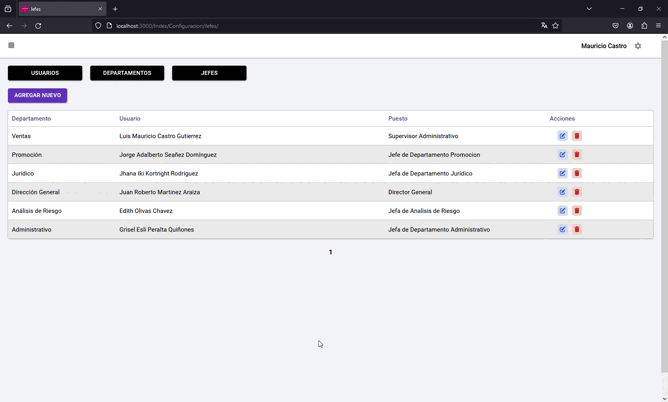 Jefes
localhost:3000/Index/Configuracion/Jefes/
Mauricio Castro
USUARIOS DEPARTAMENTOS JEFES
AGREGAR NUEVO
Departamento Usuario Puesto Acciones
Ventas Luis Mauricio Castro Gutierrez Supervisor Administrativo
Promoción Jorge Adalberto Seañez Dominguez Jefe de Departamento Promocion
Juridico Jhana Iki Kortright Rodriguez Jefa de Departamento Juridico
Dirección General Juan Roberto Martinez Araiza Director General
Análisis de Riesgo Edith Olivas Chavez Jefa de Analisis de Riesgo
Administrativo Grisel Esli Peralta Quiñones Jefa de Departamento Administrativo
1